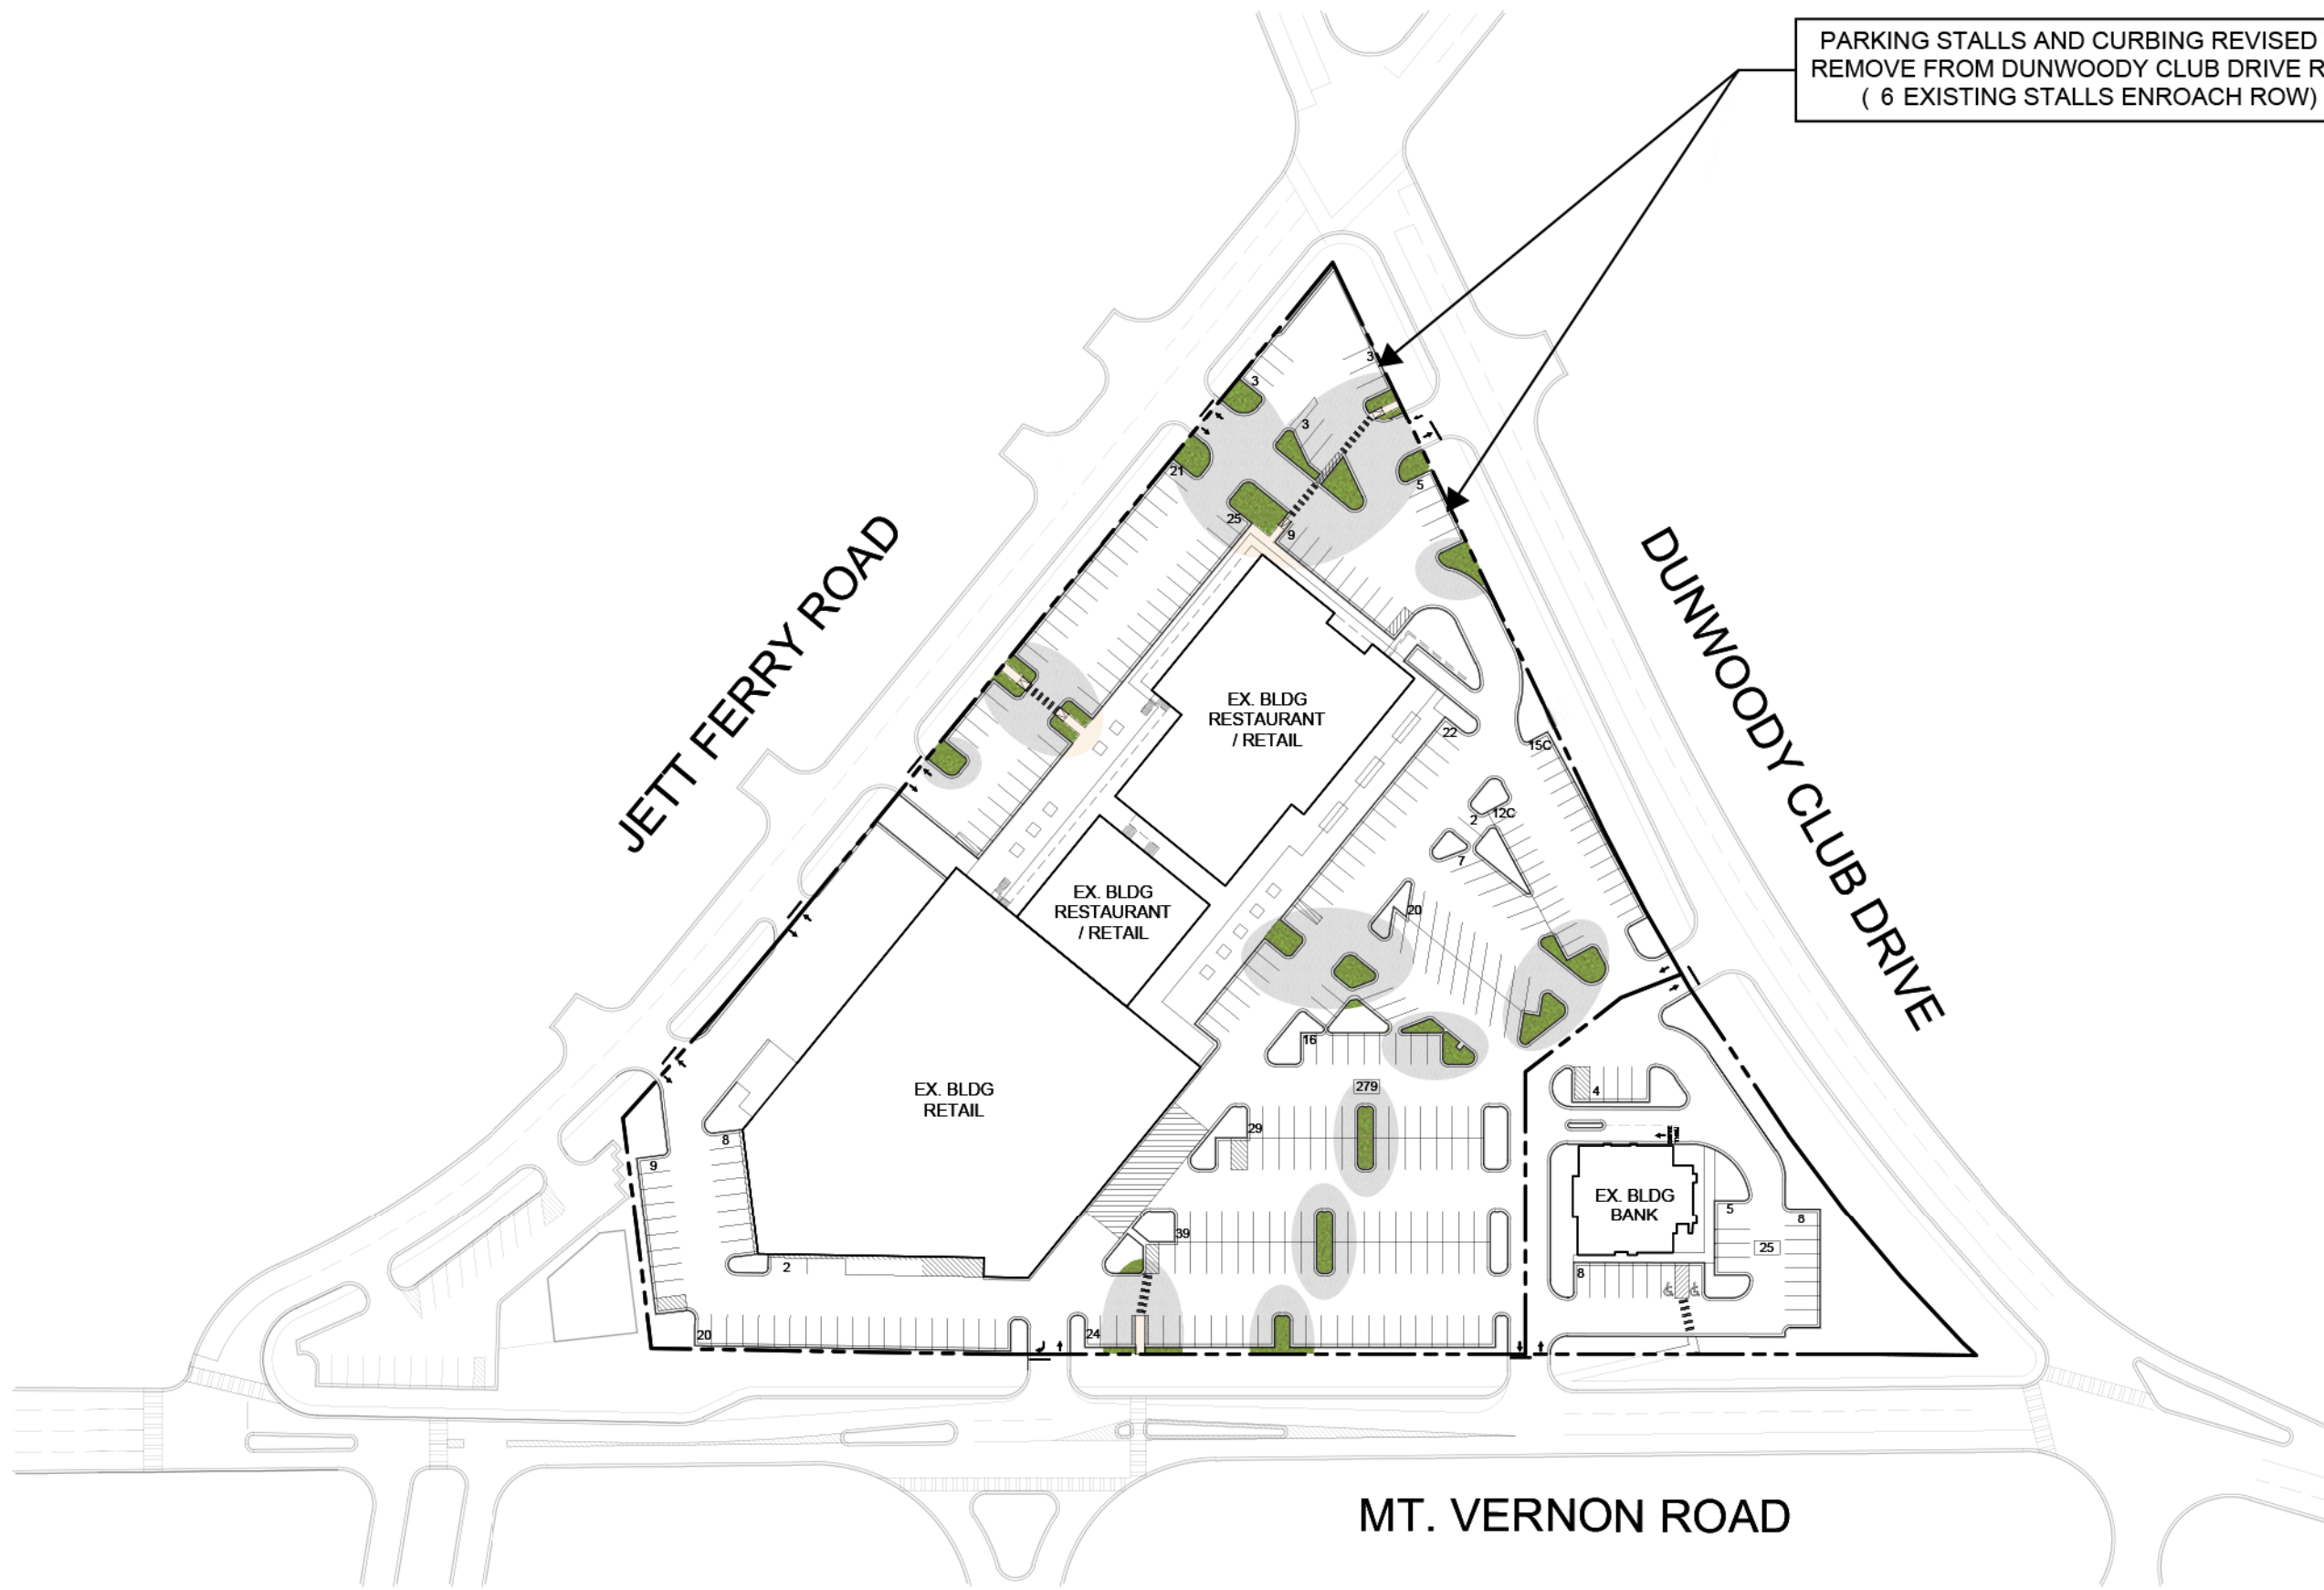 PARKING STALLS AND CURBING REVISED
REMOVE FROM DUNWOODY CLUB DRIVE R
( 6 EXISTING STALLS ENROACH ROW)
3
3
3
21
5
25
9
JETT FERRY ROAD
DUNWOODY CLUB DRIVE
EX. BLDG
RESTAURANT
/ RETAIL
22
15C
2
12C
7
EX. BLDG
RESTAURANT
/ RETAIL
20
16
EX. BLDG
RETAIL
279
4
29
8
9
EX. BLDG
BANK
5
8
39
25
2
8
20
24
MT. VERNON ROAD